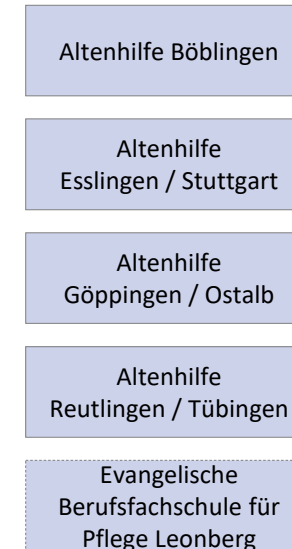 Altenhilfe Böblingen
Altenhilfe
Esslingen / Stuttgart
Altenhilfe
Göppingen / Ostalb
Altenhilfe
Reutlingen / Tübingen
Evangelische
Berufsfachschule für
Pflege Leonberg